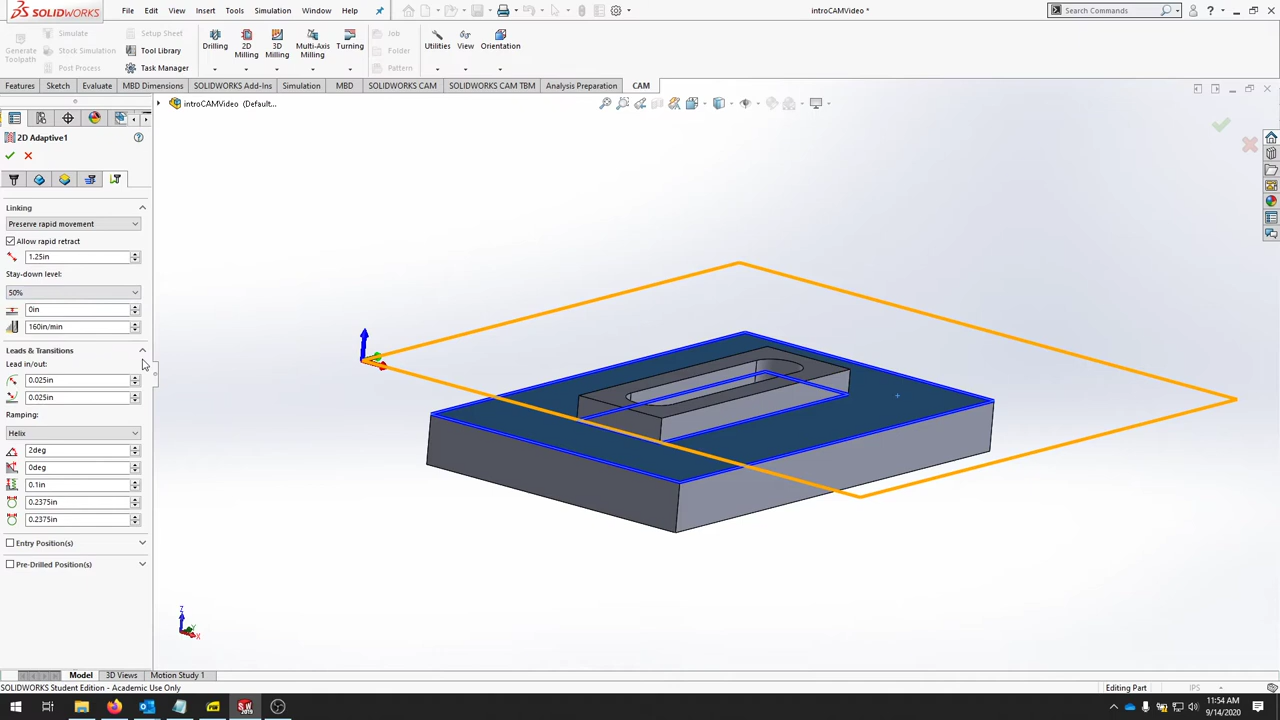 SOLIDWORKS File Edit View Insert Tools Simulation Window Help introCAMVideo * Search Commands
Generate Toolpath Simulate Stock Simulation Post Process Setup Sheet Tool Library Task Manager Drilling 2D Milling 3D Milling Multi-Axis Milling Turning Job Folder Pattern Utilities View Orientation
Features Sketch Evaluate MBD Dimensions SOLIDWORKS Add-Ins Simulation MBD SOLIDWORKS CAM SOLIDWORKS CAM TBM Analysis Preparation CAM
introCAMVideo (Default...
2D Adaptive1
Linking
Preserve rapid movement
Allow rapid retract
1.25in
Stay-down level:
50%
0in
160in/min
Leads & Transitions
Lead in/out:
0.025in
0.025in
Ramping:
Helix
2deg
0deg
0.1in
0.2375in
0.2375in
Entry Position(s)
Pre-Drilled Position(s)
Z
Y
X
Model 3D Views Motion Study 1
SOLIDWORKS Student Edition - Academic Use Only Editing Part IPS
11:54 AM
9/14/2020